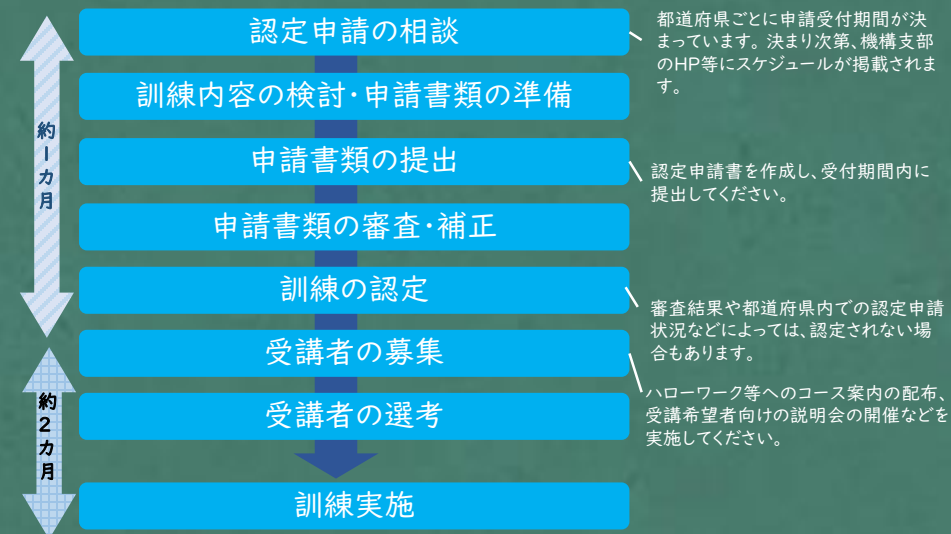 認定申請の相談
都道府県ごとに申請受付期間が決
まっています。決まり次第、機構支部
のHP等にスケジュールが掲載されま
す。
訓練内容の検討・申請書類の準備
約1カ月
申請書類の提出
認定申請書を作成し、受付期間内に
提出してください。
申請書類の審査・補正
訓練の認定
審査結果や都道府県内での認定申請
状況などによっては、認定されない場
合もあります。
受講者の募集
ハローワーク等へのコース案内の配布、
受講希望者向けの説明会の開催などを
実施してください。
約2カ月
受講者の選考
訓練実施